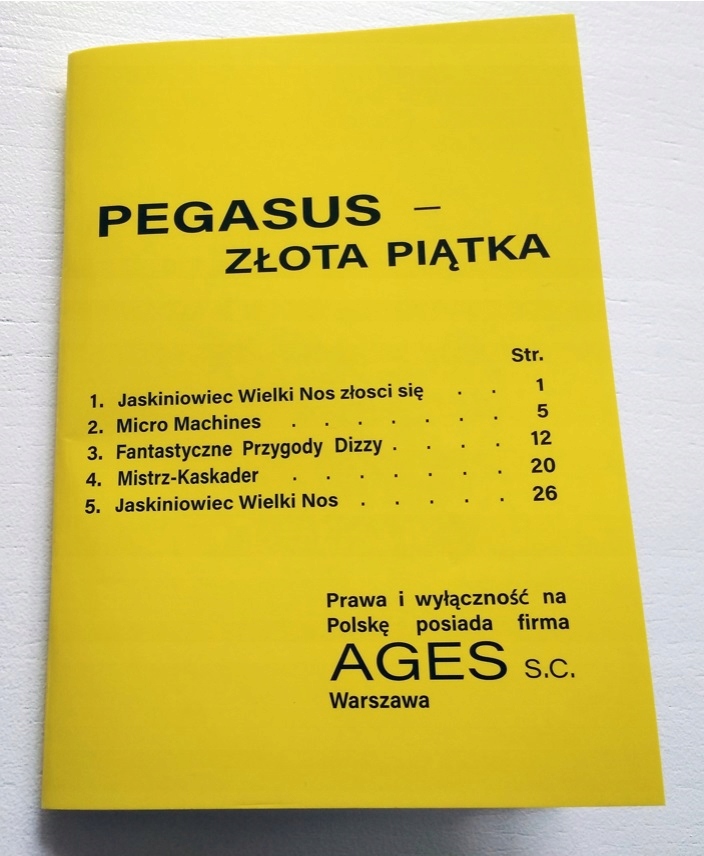 PEGASUS –
ZŁOTA PIĄTKA
Str.
1. Jaskiniowiec Wielki Nos złosci się . . 1
2. Micro Machines . . . . . . . 5
3. Fantastyczne Przygody Dizzy . . . . 12
4. Mistrz-Kaskader . . . . . . . 20
5. Jaskiniowiec Wielki Nos . . . . . 26
Prawa i wyłączność na
Polskę posiada firma
AGES S.C.
Warszawa